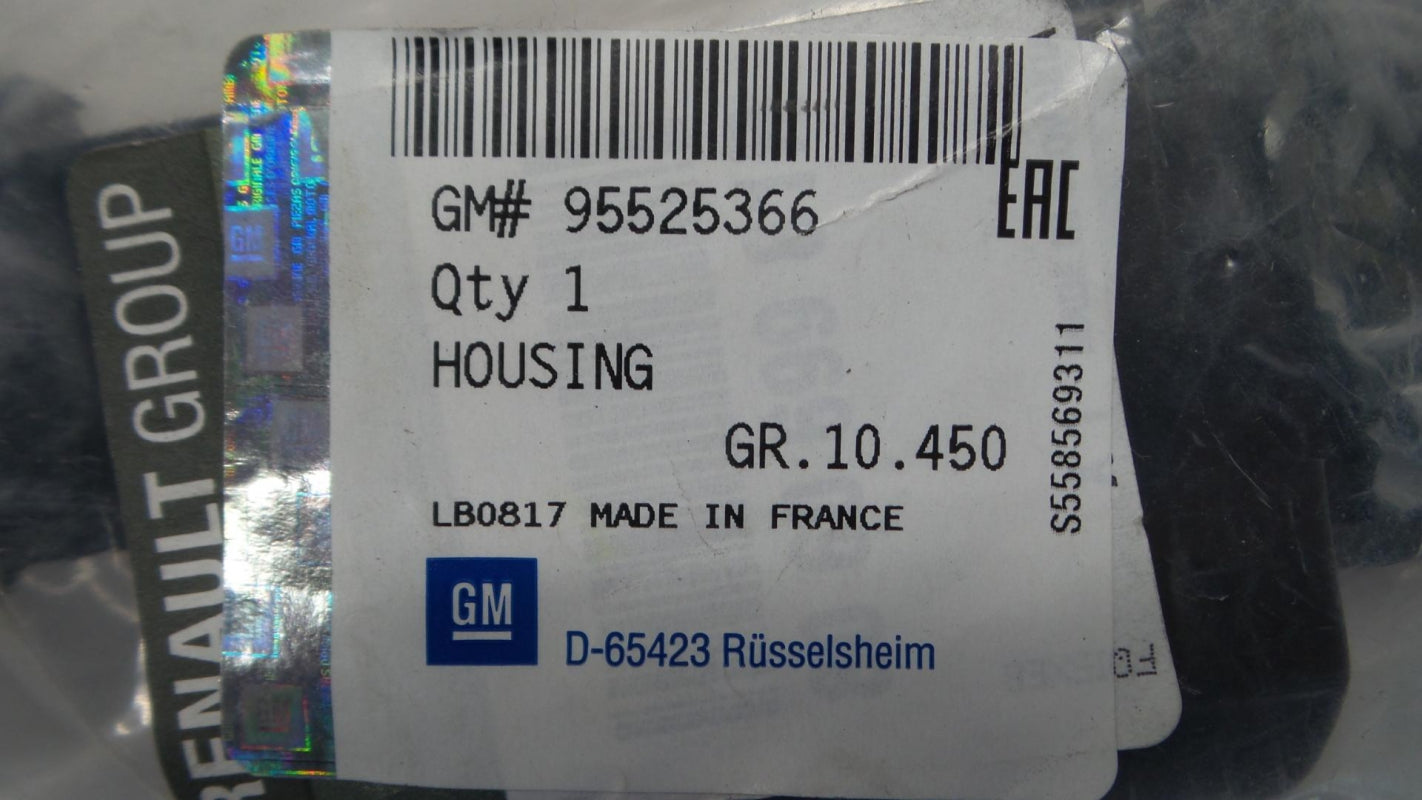 GM# 95525366
EAC
Qty 1
HOUSING
GR.10.450
LB0817 MADE IN FRANCE
S558569311
GM
D-65423 Rüsselsheim
RENAULT GROUP
GM